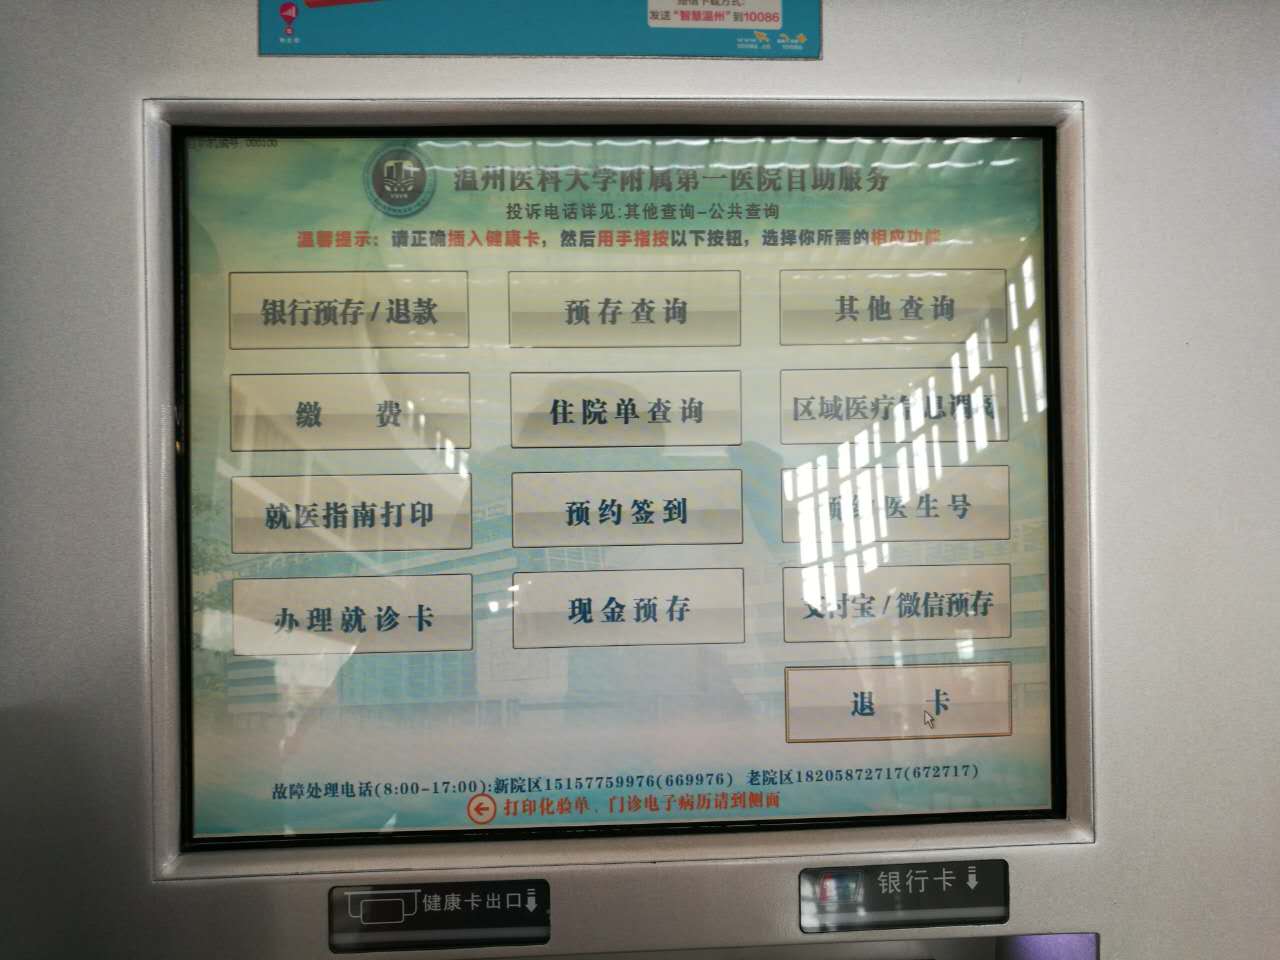 发送“智慧温州”到10086
000100
温州医科大学附属第一医院自助服务
投诉电话详见:其他查询-公共查询
温馨提示：请正确插入健康卡，然后用手指按以下按钮，选择你所需的相应功能
银行预存/退款 预存查询 其他查询
缴 费 住院单查询 区域医疗信息调阅
就医指南打印 预约签到 预约医生号
办理就诊卡 现金预存 支付宝/微信预存
退 卡
故障处理电话(8:00-17:00):新院区15157759976(669976) 老院区18205872717(672717)
打印化验单、门诊电子病历请到侧面
健康卡出口 银行卡